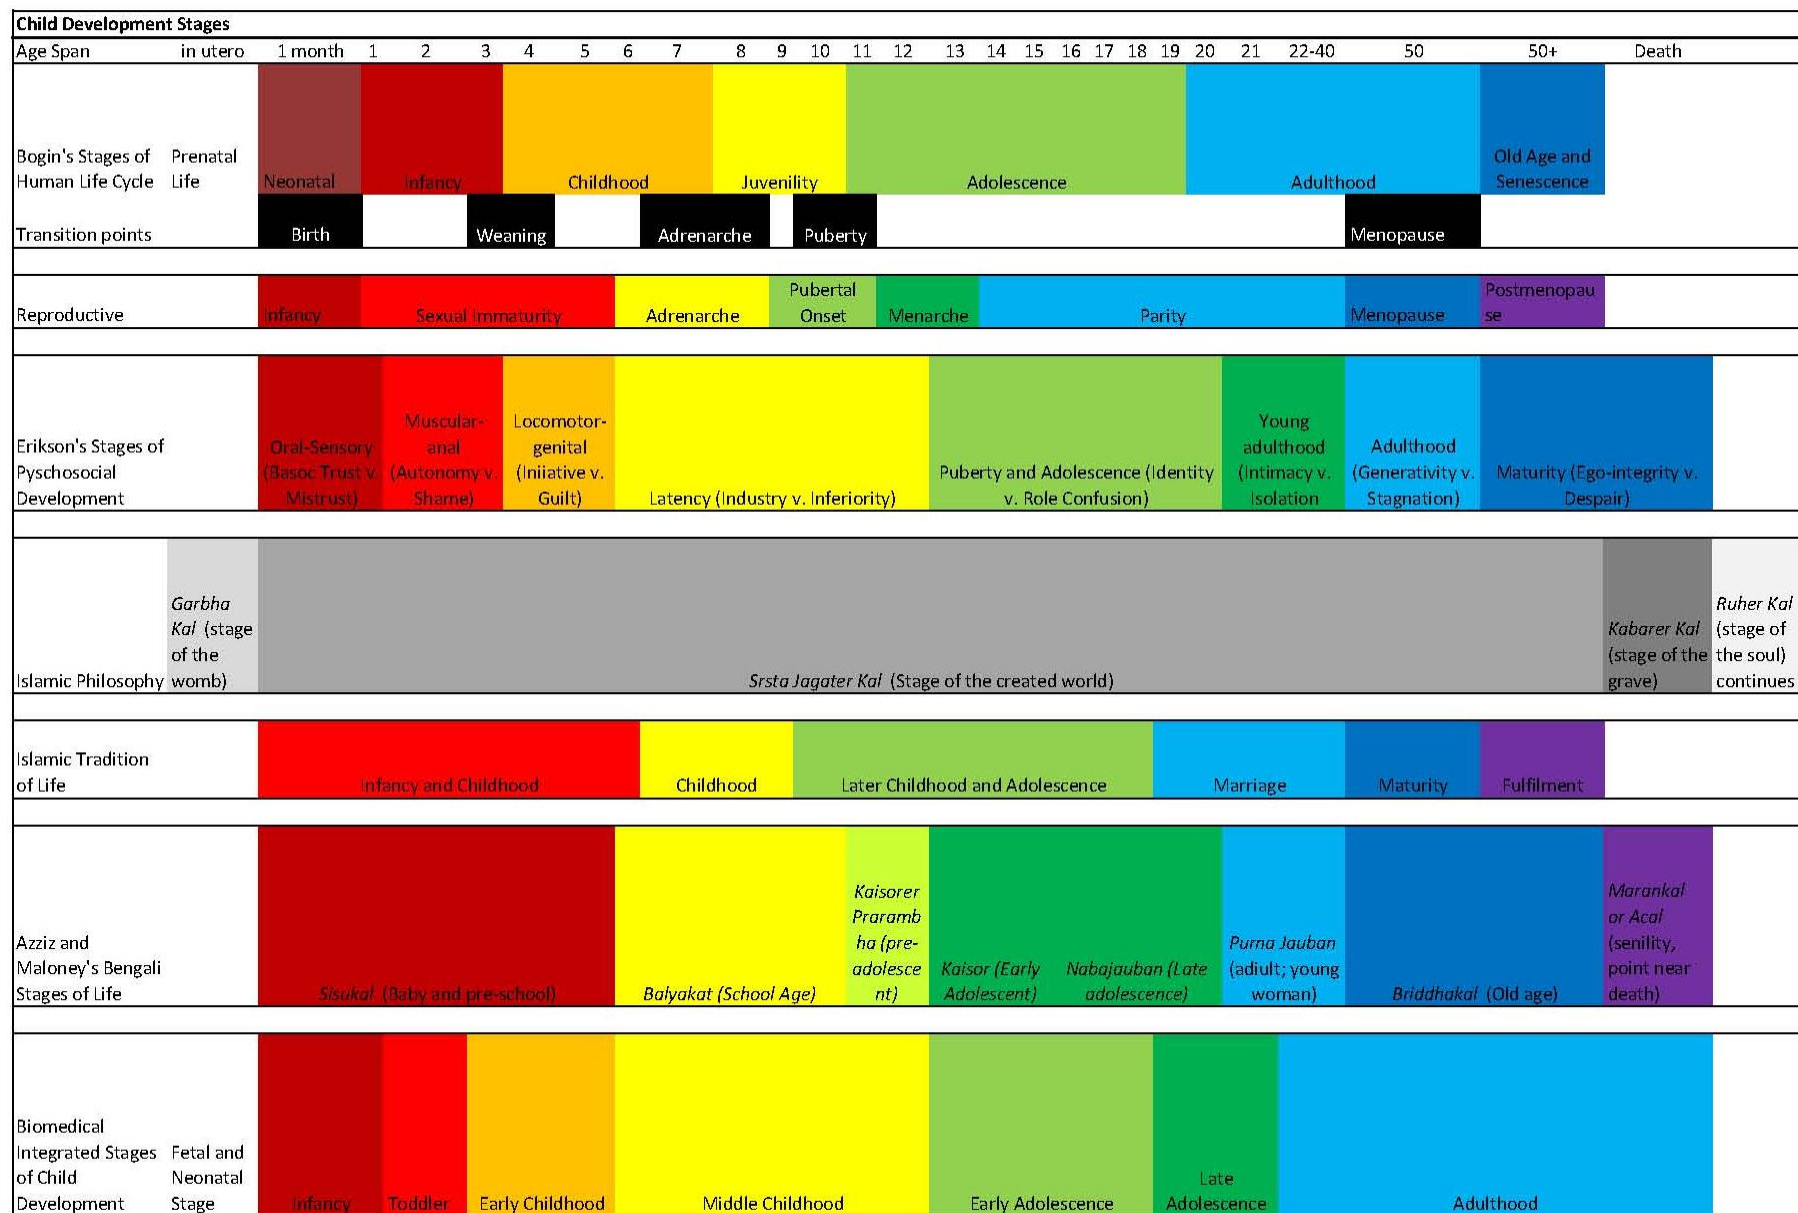 Child Development Stages
Age Span in utero 1 month 1 2 3 4 5 6 7 8 9 10 11 12 13 14 15 16 17 18 19 20 21 22-40 50 50+ Death
Bogin's Stages of
Human Life Cycle
Prenatal
Life
Neonatal
Infancy
Childhood
Juvenility
Adolescence
Adulthood
Old Age and
Senescence
Transition points
Birth
Weaning
Adrenarche
Puberty
Menopause
Reproductive
Infancy
Sexual Immaturity
Adrenarche
Pubertal
Onset
Menarche
Parity
Menopause
Postmenopau
se
Erikson's Stages of
Pyschosocial
Development
Oral-Sensory
(Basoc Trust v.
Mistrust)
Muscular-
anal
(Autonomy v.
Shame)
Locomotor-
genital
(Iniiative v.
Guilt)
Latency (Industry v. Inferiority)
Puberty and Adolescence (Identity
v. Role Confusion)
Young
adulthood
(Intimacy v.
Isolation
Adulthood
(Generativity v.
Stagnation)
Maturity (Ego-integrity v.
Despair)
Islamic Philosophy
Garbha
Kal (stage
of the
womb)
Srsta Jagater Kal (Stage of the created world)
Kabarer Kal
(stage of the
grave)
Ruher Kal
(stage of
the soul)
continues
Islamic Tradition
of Life
Infancy and Childhood
Childhood
Later Childhood and Adolescence
Marriage
Maturity
Fulfilment
Azziz and
Maloney's Bengali
Stages of Life
Sisukal (Baby and pre-school)
Balyakat (School Age)
Kaisorer
Praramb
ha (pre-
adolesce
nt)
Kaisor (Early
Adolescent)
Nabajauban (Late
adolescence)
Purna Jauban
(adiult; young
woman)
Briddhakal (Old age)
Marankal
or Acal
(senility,
point near
death)
Biomedical
Integrated Stages
of Child
Development
Fetal and
Neonatal
Stage
Infancy
Toddler
Early Childhood
Middle Childhood
Early Adolescence
Late
Adolescence
Adulthood